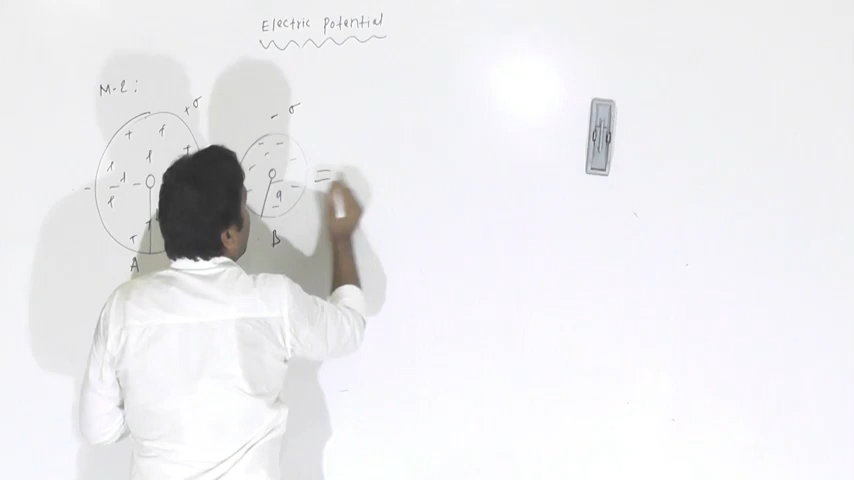 Electric potential
M-2 :
+σ
- σ
A
B
=